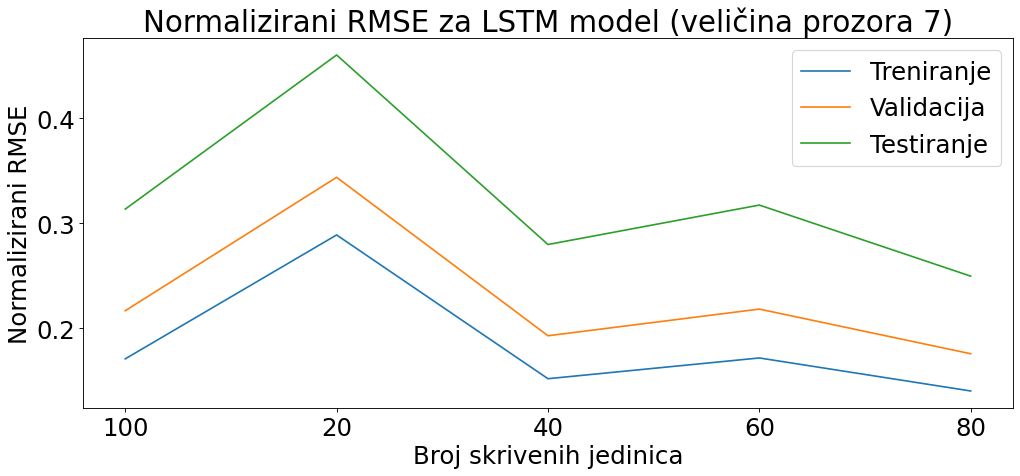 Normalizirani RMSE za LSTM model (veličina prozora 7)
Treniranje
Validacija
Testiranje
Normalizirani RMSE
0.4
0.3
0.2
100 20 40 60 80
Broj skrivenih jedinica